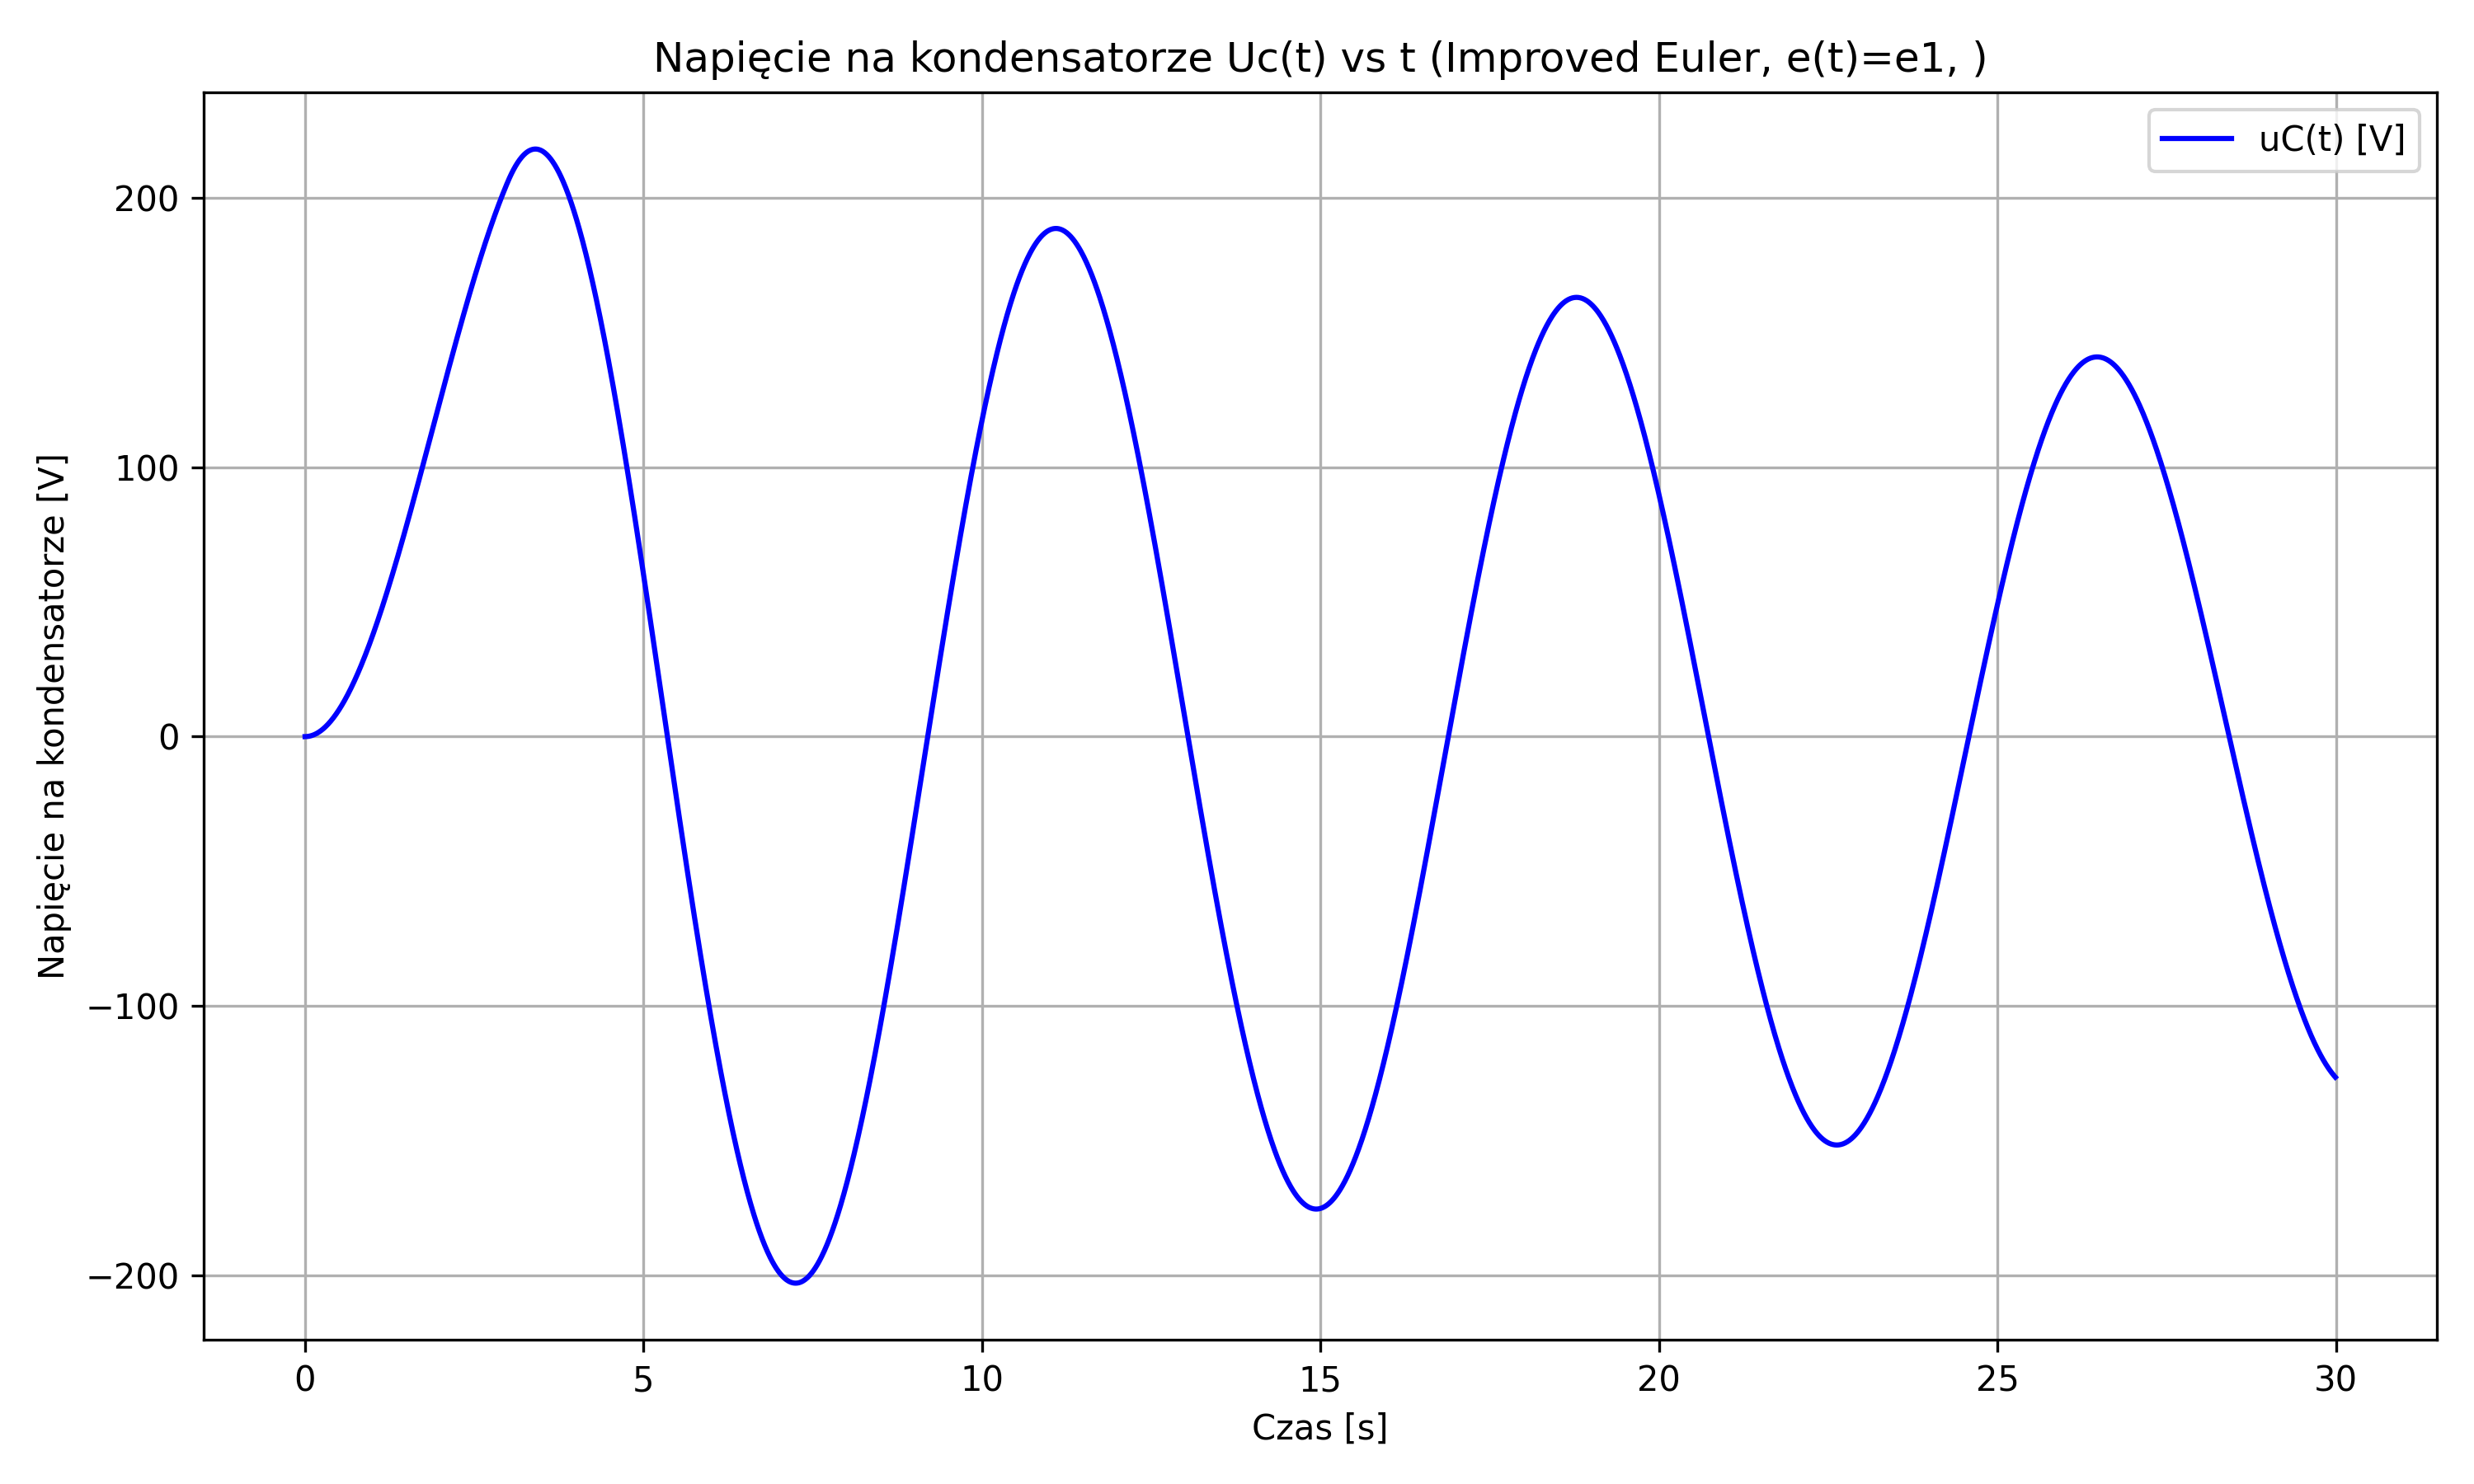 Napięcie na kondensatorze Uc(t) vs t (Improved Euler, e(t)=e1, )
uC(t) [V]
Napięcie na kondensatorze [V]
200
100
0
−100
−200
0 5 10 15 20 25 30
Czas [s]